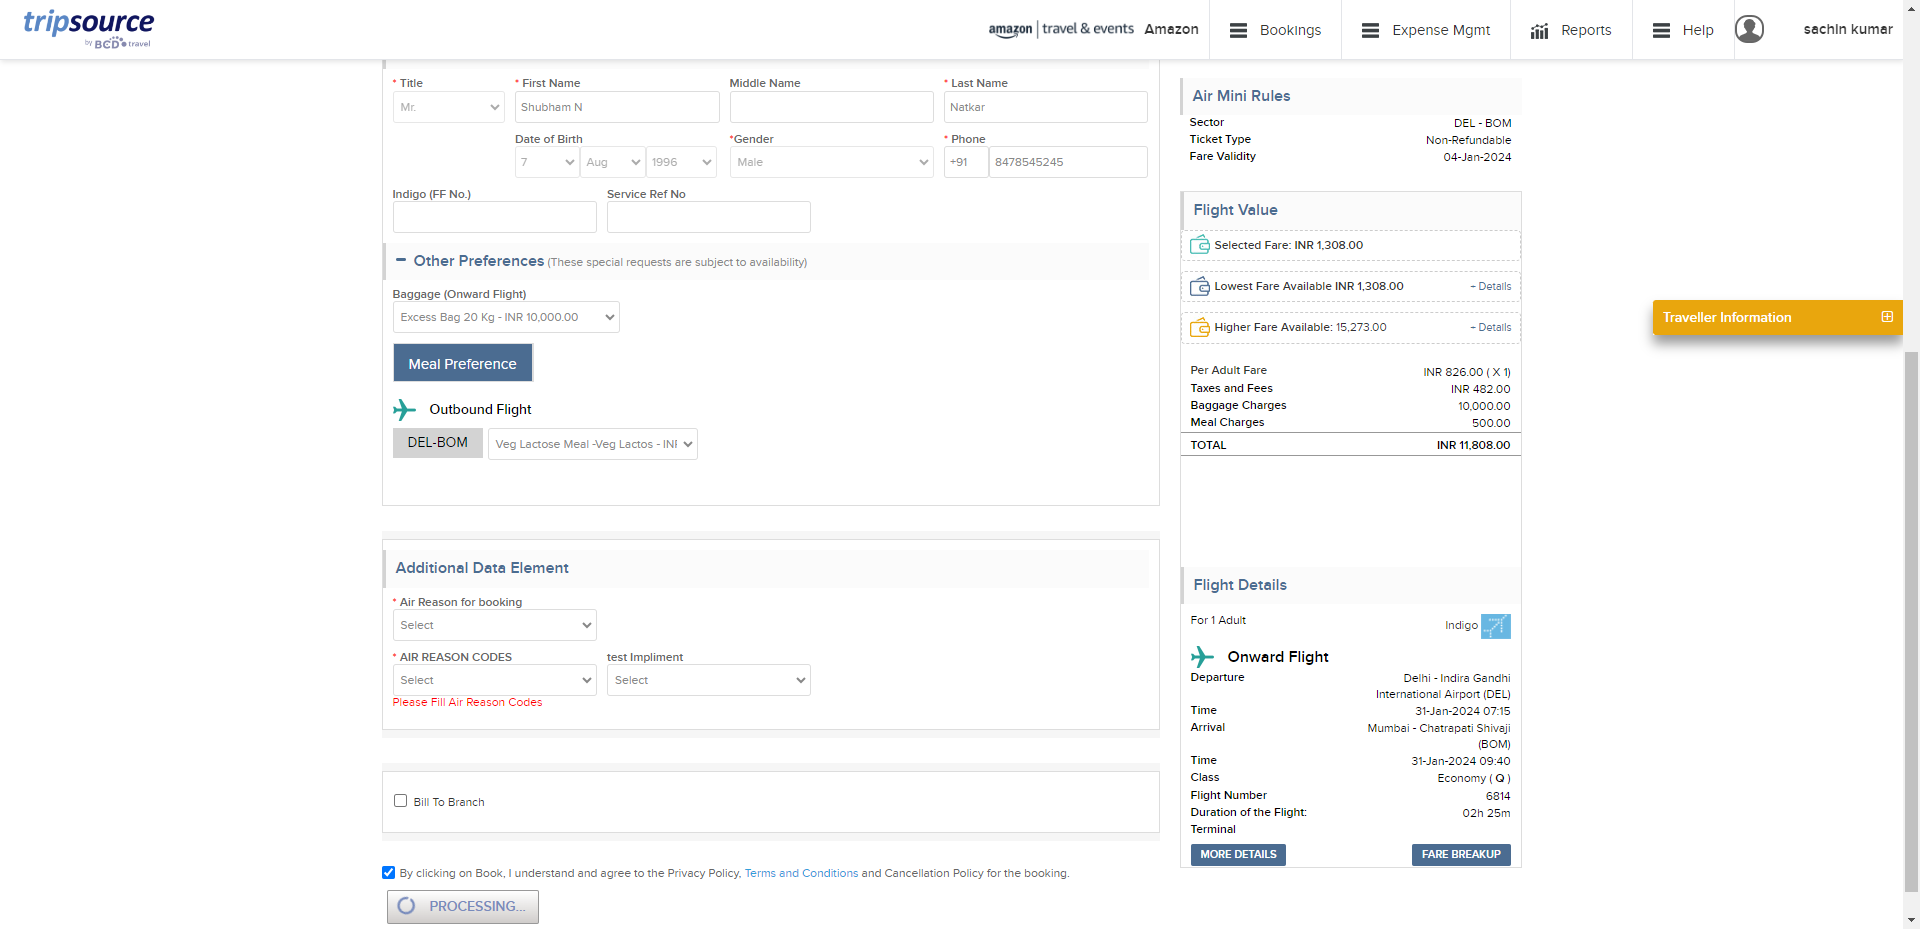 tripsource
by BCD travel
amazon | travel & events Amazon
Bookings
Expense Mgmt
Reports
Help
sachin kumar
* Title
* First Name
Middle Name
* Last Name
Mr.
Shubham N
Natkar
Date of Birth
*Gender
* Phone
7
Aug
1996
Male
+91
8478545245
Indigo (FF No.)
Service Ref No
− Other Preferences (These special requests are subject to availability)
Baggage (Onward Flight)
Excess Bag 20 Kg - INR 10,000.00
Meal Preference
Outbound Flight
DEL-BOM
Veg Lactose Meal -Veg Lactos - INR
Additional Data Element
* Air Reason for booking
Select
* AIR REASON CODES
test Impliment
Select
Select
Please Fill Air Reason Codes
Bill To Branch
By clicking on Book, I understand and agree to the Privacy Policy, Terms and Conditions and Cancellation Policy for the booking.
PROCESSING...
Air Mini Rules
Sector DEL - BOM
Ticket Type Non-Refundable
Fare Validity 04-Jan-2024
Flight Value
Selected Fare: INR 1,308.00
Lowest Fare Available INR 1,308.00 + Details
Higher Fare Available: 15,273.00 + Details
Per Adult Fare INR 826.00 ( X 1)
Taxes and Fees INR 482.00
Baggage Charges 10,000.00
Meal Charges 500.00
TOTAL INR 11,808.00
Flight Details
For 1 Adult Indigo
Onward Flight
Departure Delhi - Indira Gandhi
International Airport (DEL)
Time 31-Jan-2024 07:15
Arrival Mumbai - Chatrapati Shivaji
(BOM)
Time 31-Jan-2024 09:40
Class Economy ( Q )
Flight Number 6814
Duration of the Flight: 02h 25m
Terminal
MORE DETAILS
FARE BREAKUP
Traveller Information